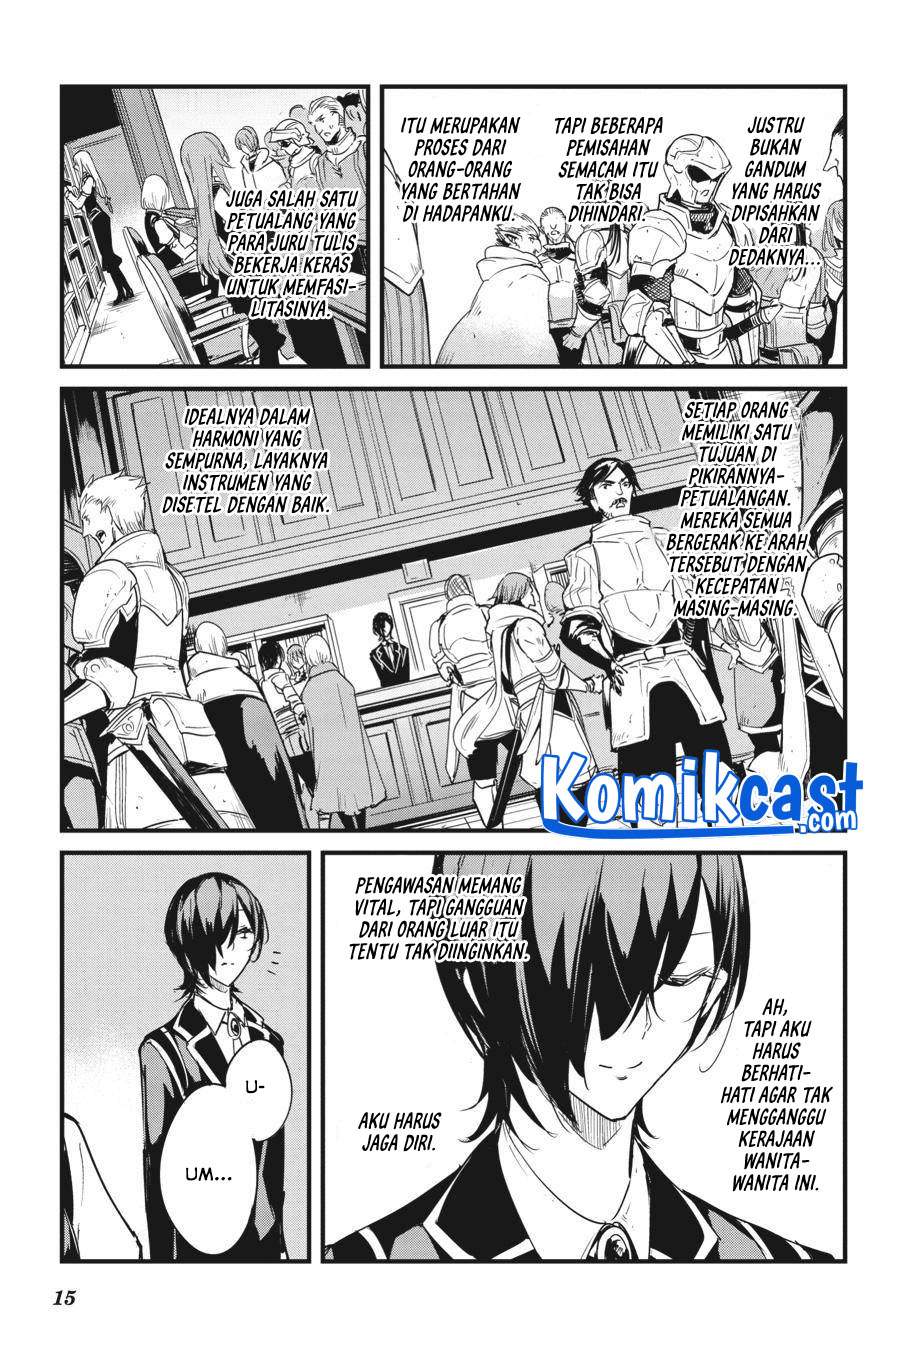 JUSTRU
BUKAN
GANDUM
YANG HARUS
DIPISAHKAN
DARI
DEDAKNYA...
TAPI BEBERAPA
PEMISAHAN
SEMACAM ITU
TAK BISA
DIHINDARI.
ITU MERUPAKAN
PROSES DARI
ORANG-ORANG
YANG BERTAHAN
DI HADAPANKU.
JUGA SALAH SATU
PETUALANG YANG
PARA JURU TULIS
BEKERJA KERAS
UNTUK MEMFASI-
LITASINYA.
SETIAP ORANG
MEMILIKI SATU
TUJUAN DI
PIKIRANNYA-
PETUALANGAN.
MEREKA SEMUA
BERGERAK KE ARAH
TERSEBUT DENGAN
KECEPATAN
MASING-MASING.
IDEALNYA DALAM
HARMONI YANG
SEMPURNA, LAYAKNYA
INSTRUMEN YANG
DISETEL DENGAN BAIK.
Komikcast
.com
PENGAWASAN MEMANG
VITAL, TAPI GANGGUAN
DARI ORANG LUAR ITU
TENTU TAK DIINGINKAN.
AH,
TAPI AKU
HARUS
BERHATI-
HATI AGAR TAK
MENGGANGGU
KERAJAAN
WANITA-
WANITA INI.
AKU HARUS
JAGA DIRI.
U-
UM...
15